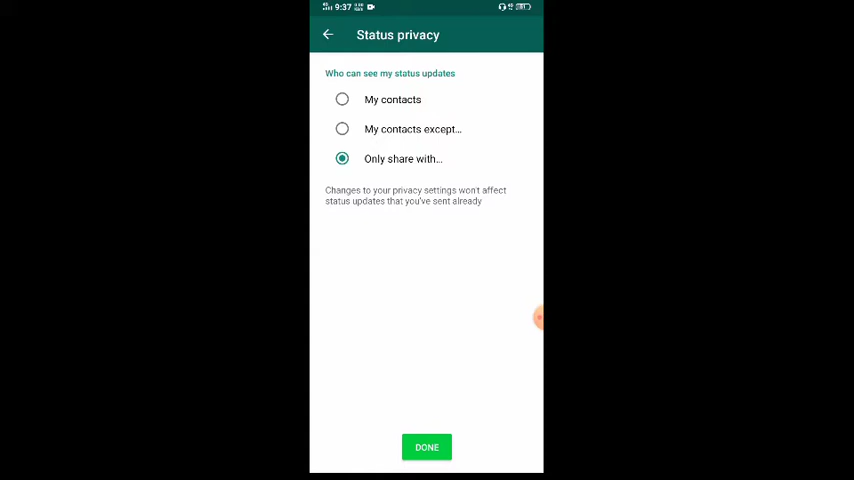 9:37
Status privacy
Who can see my status updates
My contacts
My contacts except...
Only share with...
Changes to your privacy settings won't affect
status updates that you've sent already
DONE